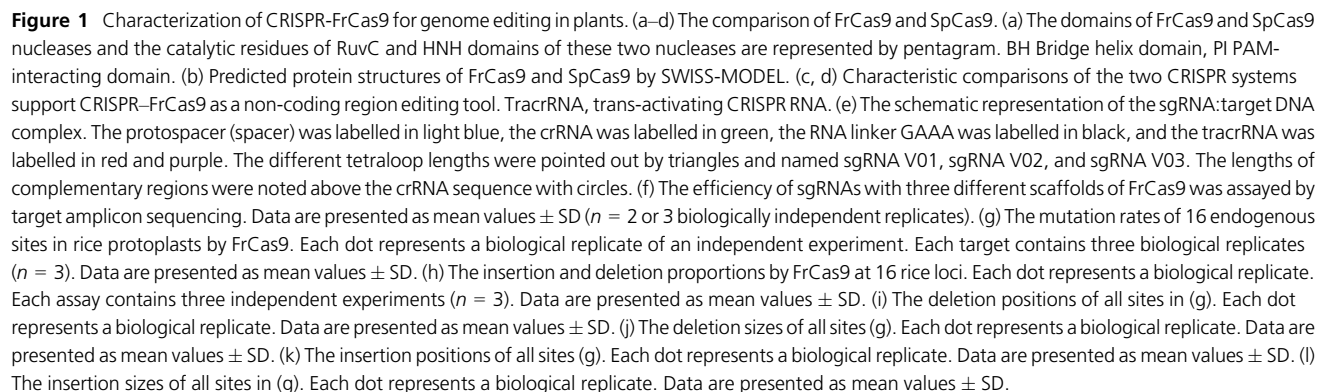 Figure 1 Characterization of CRISPR-FrCas9 for genome editing in plants. (a–d) The comparison of FrCas9 and SpCas9. (a) The domains of FrCas9 and SpCas9
nucleases and the catalytic residues of RuvC and HNH domains of these two nucleases are represented by pentagram. BH Bridge helix domain, PI PAM-
interacting domain. (b) Predicted protein structures of FrCas9 and SpCas9 by SWISS-MODEL. (c, d) Characteristic comparisons of the two CRISPR systems
support CRISPR–FrCas9 as a non-coding region editing tool. TracrRNA, trans-activating CRISPR RNA. (e) The schematic representation of the sgRNA:target DNA
complex. The protospacer (spacer) was labelled in light blue, the crRNA was labelled in green, the RNA linker GAAA was labelled in black, and the tracrRNA was
labelled in red and purple. The different tetraloop lengths were pointed out by triangles and named sgRNA V01, sgRNA V02, and sgRNA V03. The lengths of
complementary regions were noted above the crRNA sequence with circles. (f) The efficiency of sgRNAs with three different scaffolds of FrCas9 was assayed by
target amplicon sequencing. Data are presented as mean values ± SD (n = 2 or 3 biologically independent replicates). (g) The mutation rates of 16 endogenous
sites in rice protoplasts by FrCas9. Each dot represents a biological replicate of an independent experiment. Each target contains three biological replicates
(n = 3). Data are presented as mean values ± SD. (h) The insertion and deletion proportions by FrCas9 at 16 rice loci. Each dot represents a biological replicate.
Each assay contains three independent experiments (n = 3). Data are presented as mean values ± SD. (i) The deletion positions of all sites in (g). Each dot
represents a biological replicate. Data are presented as mean values ± SD. (j) The deletion sizes of all sites (g). Each dot represents a biological replicate. Data are
presented as mean values ± SD. (k) The insertion positions of all sites (g). Each dot represents a biological replicate. Data are presented as mean values ± SD. (l)
The insertion sizes of all sites in (g). Each dot represents a biological replicate. Data are presented as mean values ± SD.